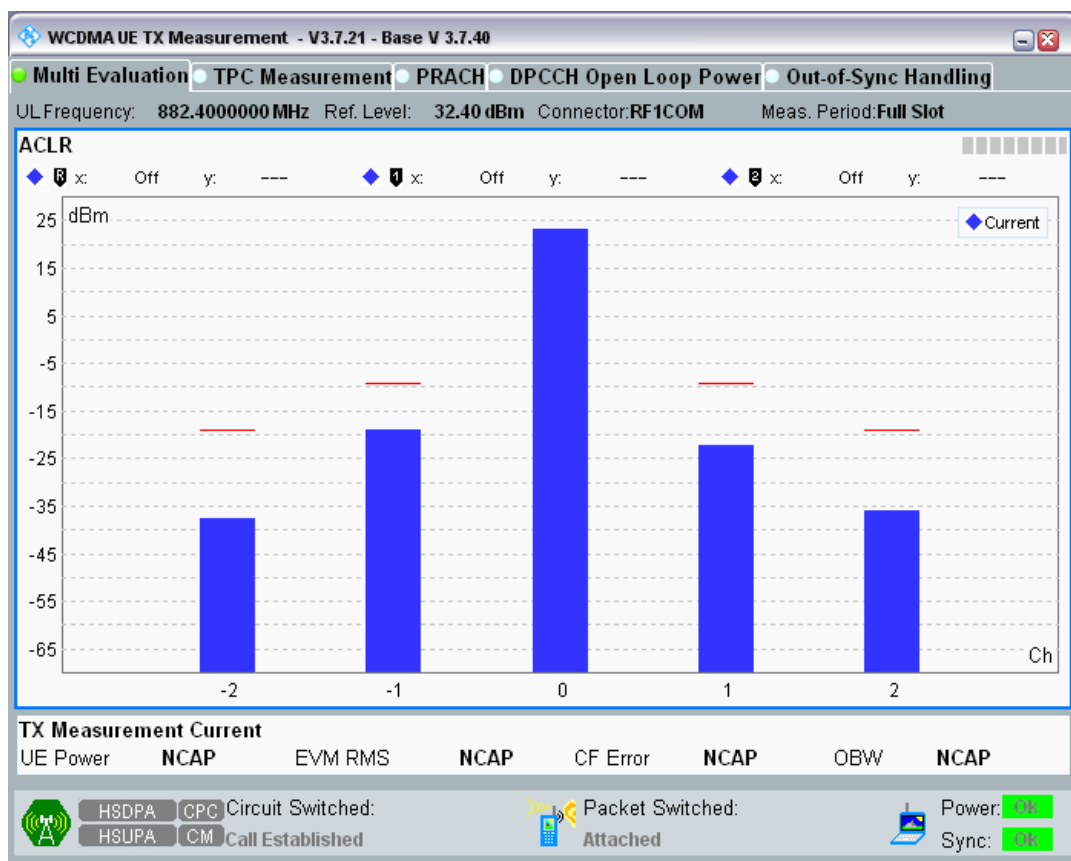 WCDMA UE TX Measurement - V3.7.21 - Base V 3.7.40
Multi Evaluation TPC Measurement PRACH DPCCH Open Loop Power Out-of-Sync Handling
UL Frequency: 882.4000000 MHz Ref. Level: 32.40 dBm Connector:RF1COM Meas. Period:Full Slot
ACLR
R x: Off y: --- 1 x: Off y: --- 2 x: Off y: ---
dBm
Current
25
15
5
-5
-15
-25
-35
-45
-55
-65
Ch
-2 -1 0 1 2
TX Measurement Current
UE Power NCAP EVM RMS NCAP CF Error NCAP OBW NCAP
HSDPA CPC Circuit Switched: Packet Switched: Power: Ok
HSUPA CM Call Established Attached Sync: Ok